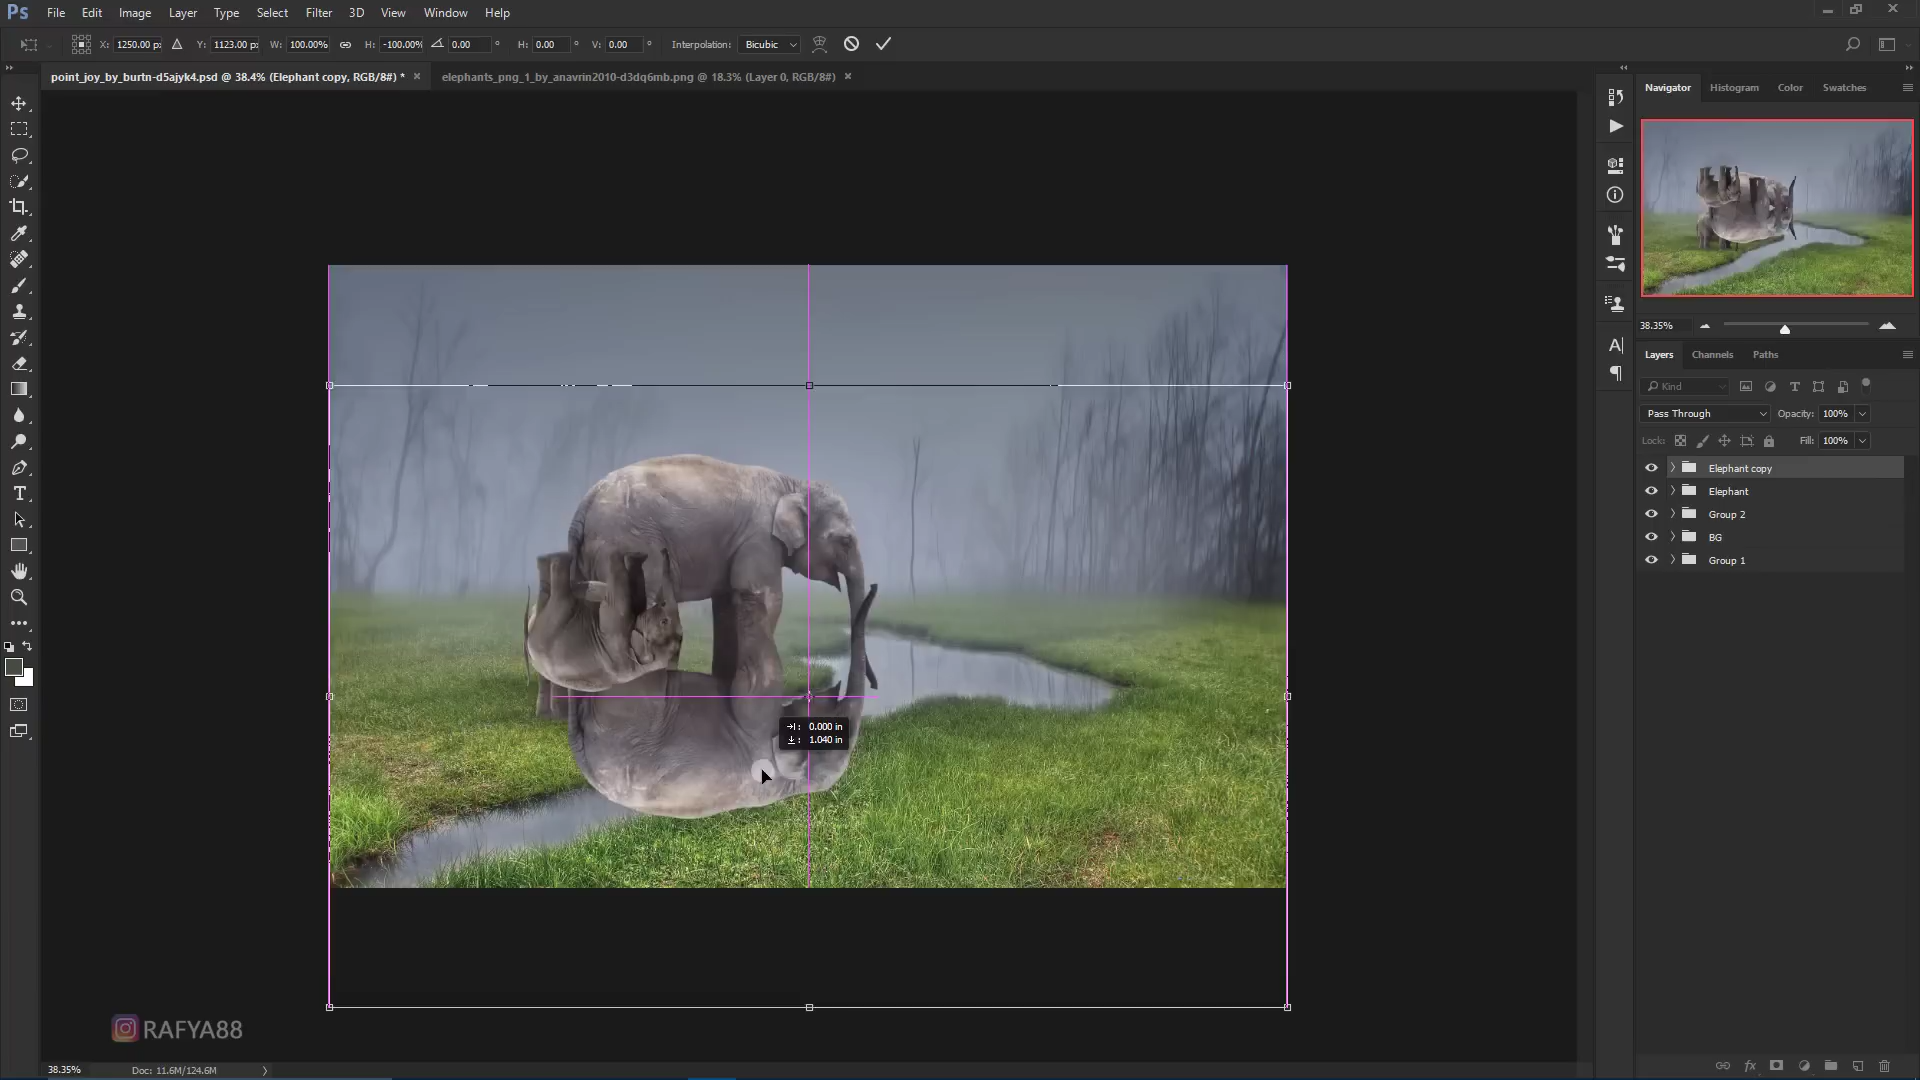 Ps File Edit Image Layer Type Select Filter 3D View Window Help
X: 1250.00 px Y: 1123.00 px W: 100.00% H: -100.00% 0.00 ° H: 0.00 ° V: 0.00 ° Interpolation: Bicubic
point_joy_by_burtn-d5ajyk4.psd @ 38.4% (Elephant copy, RGB/8#) * × elephants_png_1_by_anavrin2010-d3dq6mb.png @ 18.3% (Layer 0, RGB/8#) ×
Navigator Histogram Color Swatches
38.35%
Layers Channels Paths
Kind
Pass Through Opacity: 100%
Lock: Fill: 100%
Elephant copy
Elephant
Group 2
BG
Group 1
0.000 in
1.040 in
RAFYA88
38.35% Doc: 11.6M/124.6M